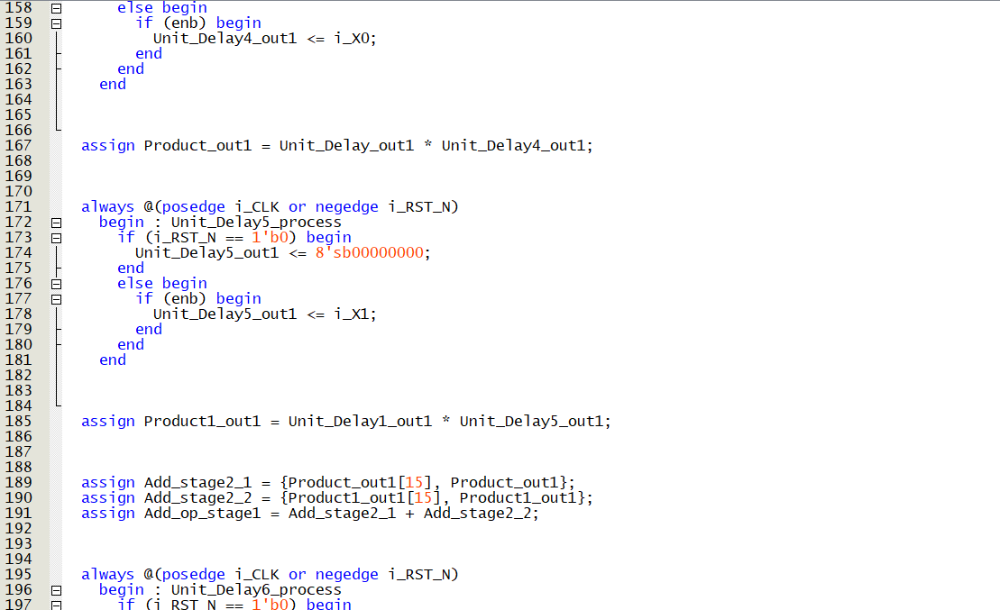 158 else begin
159 if (enb) begin
160 Unit_Delay4_out1 <= i_X0;
161 end
162 end
163 end
164
165
166
167 assign Product_out1 = Unit_Delay_out1 * Unit_Delay4_out1;
168
169
170
171 always @(posedge i_CLK or negedge i_RST_N)
172 begin : Unit_Delay5_process
173 if (i_RST_N == 1'b0) begin
174 Unit_Delay5_out1 <= 8'sb00000000;
175 end
176 else begin
177 if (enb) begin
178 Unit_Delay5_out1 <= i_X1;
179 end
180 end
181 end
182
183
184
185 assign Product1_out1 = Unit_Delay1_out1 * Unit_Delay5_out1;
186
187
188
189 assign Add_stage2_1 = {Product_out1[15], Product_out1};
190 assign Add_stage2_2 = {Product1_out1[15], Product1_out1};
191 assign Add_op_stage1 = Add_stage2_1 + Add_stage2_2;
192
193
194
195 always @(posedge i_CLK or negedge i_RST_N)
196 begin : Unit_Delay6_process
197 if (i_RST_N == 1'b0) begin